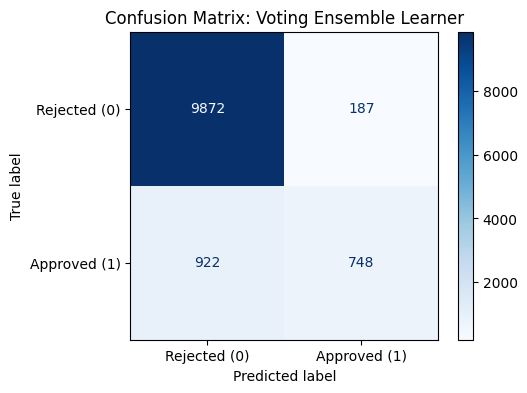 Confusion Matrix: Voting Ensemble Learner
True label
Rejected (0)
9872
187
Approved (1)
922
748
Rejected (0)
Approved (1)
Predicted label
8000
6000
4000
2000